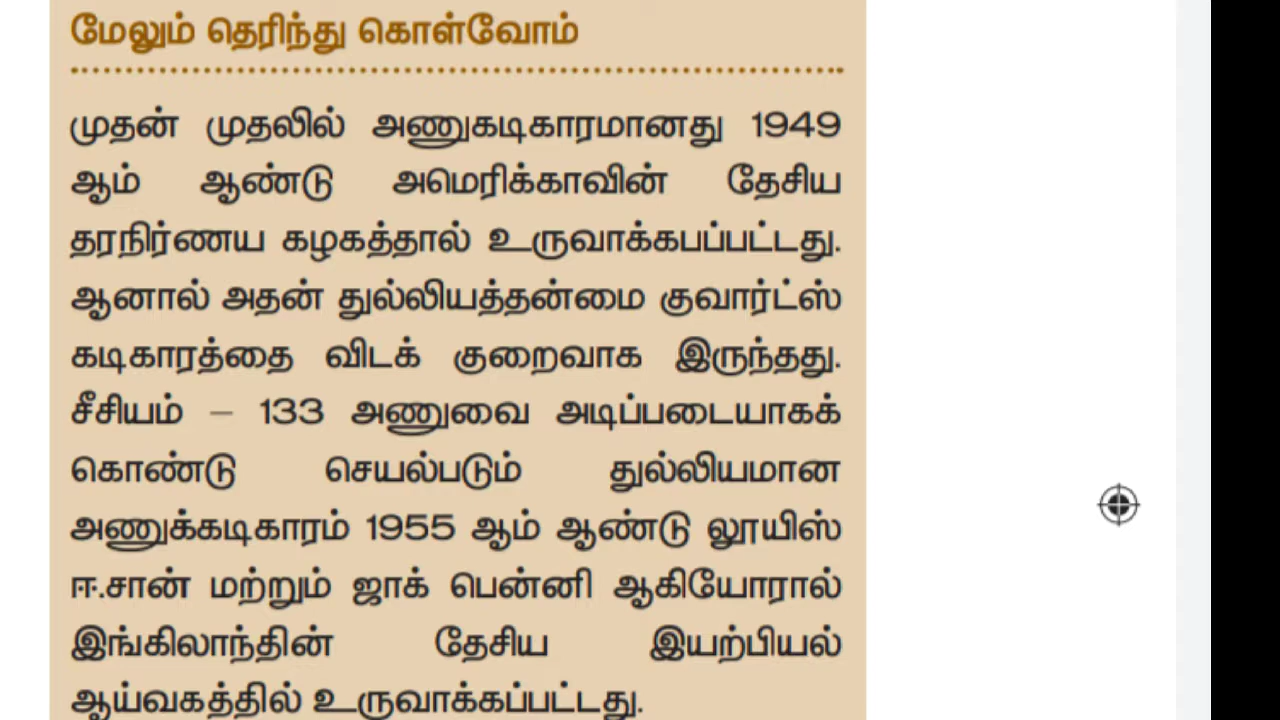 மேலும் தெரிந்து கொள்வோம்
முதன் முதலில் அணுகடிகாரமானது 1949
ஆம் ஆண்டு அமெரிக்காவின் தேசிய
தரநிர்ணய கழகத்தால் உருவாக்கபப்பட்டது.
ஆனால் அதன் துல்லியத்தன்மை குவார்ட்ஸ்
கடிகாரத்தை விடக் குறைவாக இருந்தது.
சீசியம் – 133 அணுவை அடிப்படையாகக்
கொண்டு செயல்படும் துல்லியமான
அணுக்கடிகாரம் 1955 ஆம் ஆண்டு லூயிஸ்
ஈ.சான் மற்றும் ஜாக் பென்னி ஆகியோரால்
இங்கிலாந்தின் தேசிய இயற்பியல்
ஆய்வகத்தில் உருவாக்கப்பட்டது.